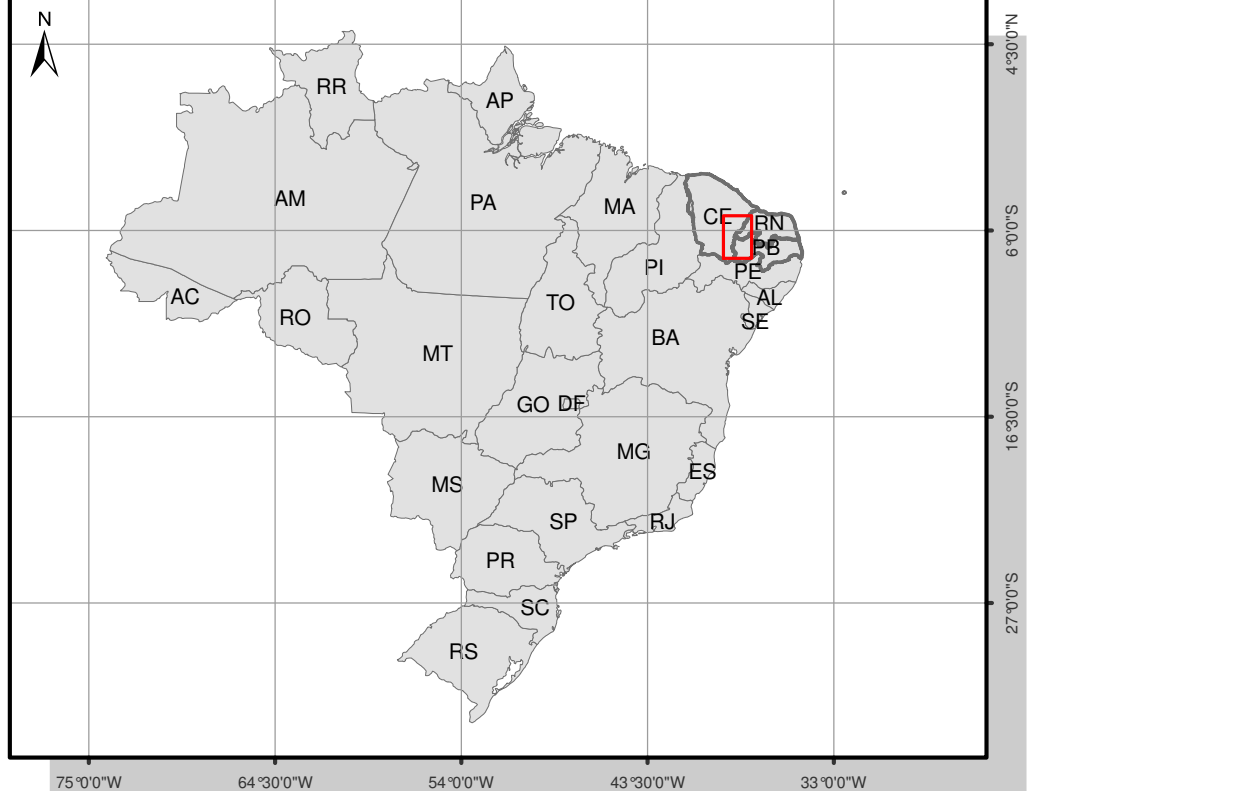 N
4°30'0"N
RR
AP
AM
PA
MA
CE
RN
6°0'0"S
PB
PI
PE
AC
AL
TO
RO
SE
BA
MT
GO
DF
16°30'0"S
MG
ES
MS
SP
RJ
PR
27°0'0"S
SC
RS
75°0'0"W
64°30'0"W
54°0'0"W
43°30'0"W
33°0'0"W